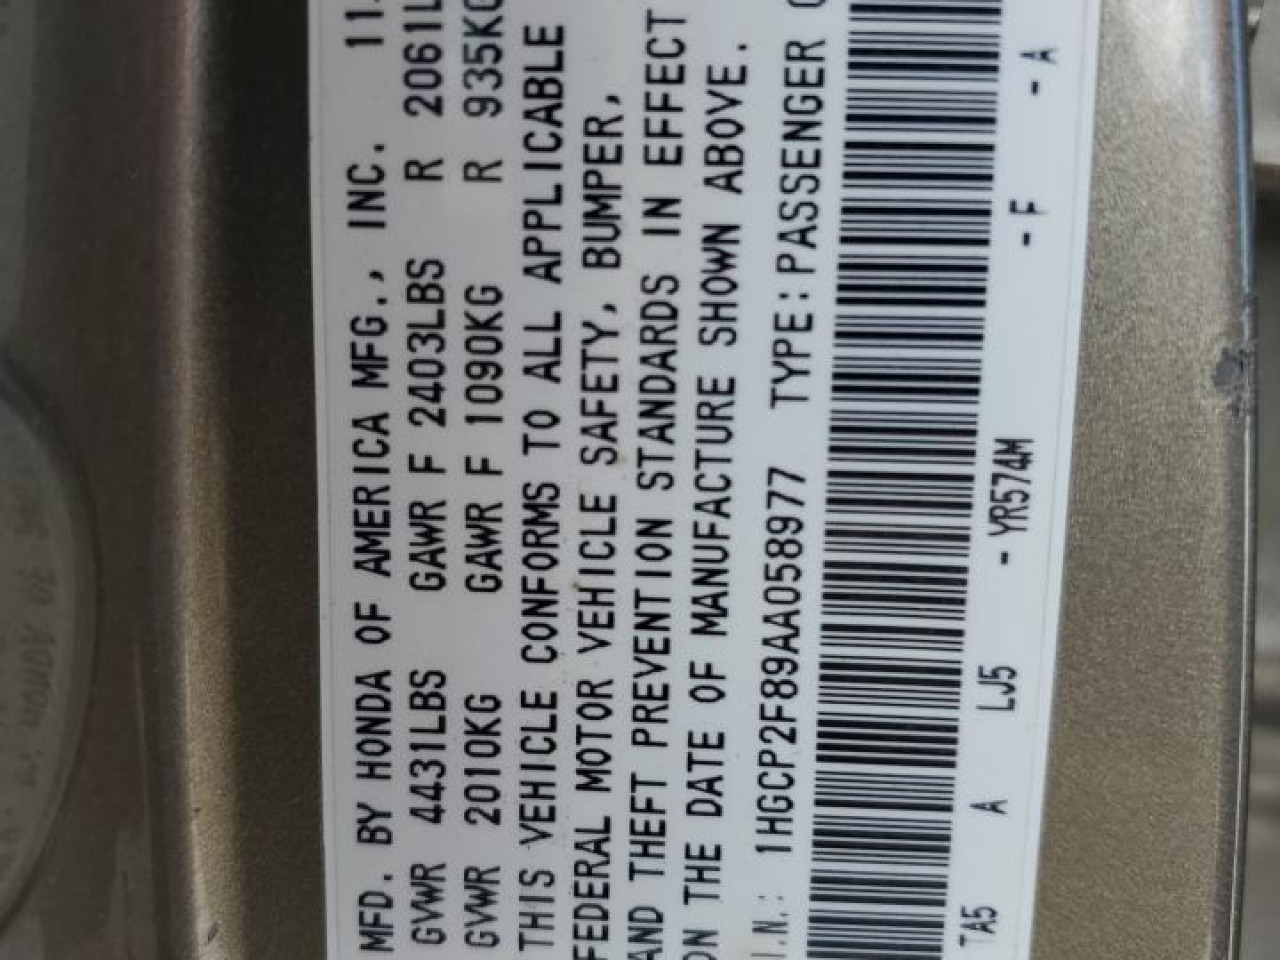 MFD. BY HONDA OF AMERICA MFG., INC. 11
GVWR 4431LBS GAWR F 2403LBS R 2061L
GVWR 2010KG GAWR F 1090KG R 935KG
THIS VEHICLE CONFORMS TO ALL APPLICABLE
FEDERAL MOTOR VEHICLE SAFETY, BUMPER,
AND THEFT PREVENTION STANDARDS IN EFFECT
ON THE DATE OF MANUFACTURE SHOWN ABOVE.
I.N.: 1HGCP2F89AA058977 TYPE:PASSENGER
TA5 A LJ5 - YR574M - F - A